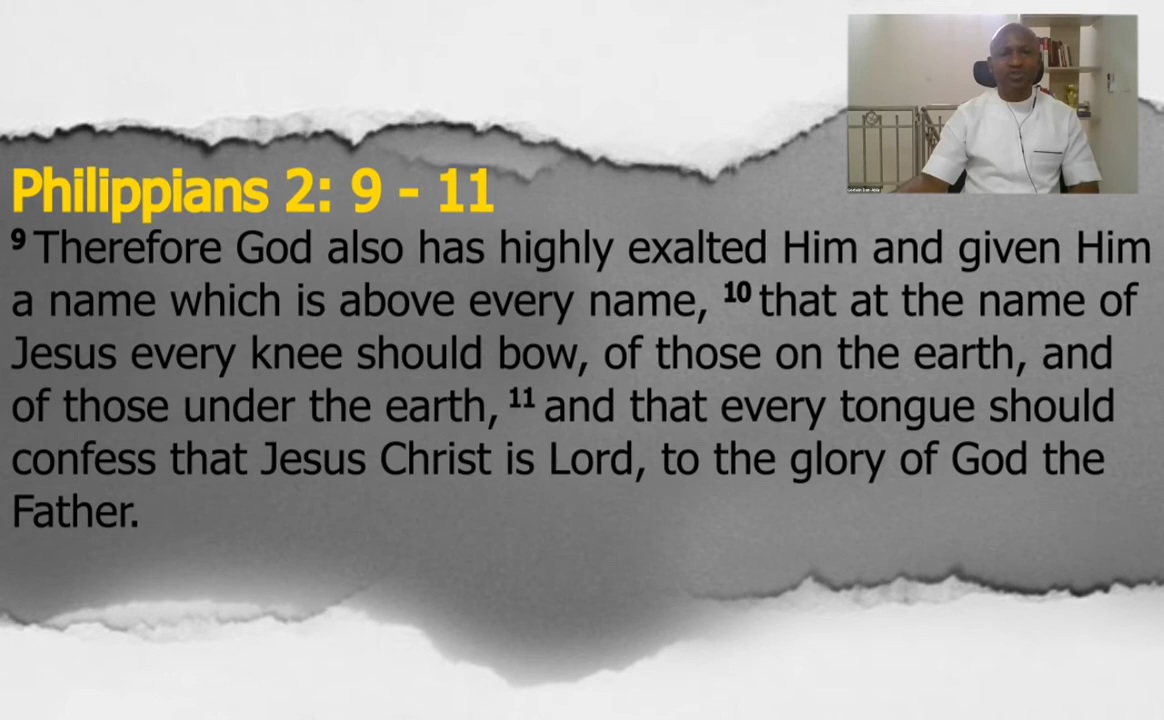 Philippians 2: 9 - 11
9 Therefore God also has highly exalted Him and given Him
a name which is above every name, 10 that at the name of
Jesus every knee should bow, of those on the earth, and
of those under the earth, 11 and that every tongue should
confess that Jesus Christ is Lord, to the glory of God the
Father.